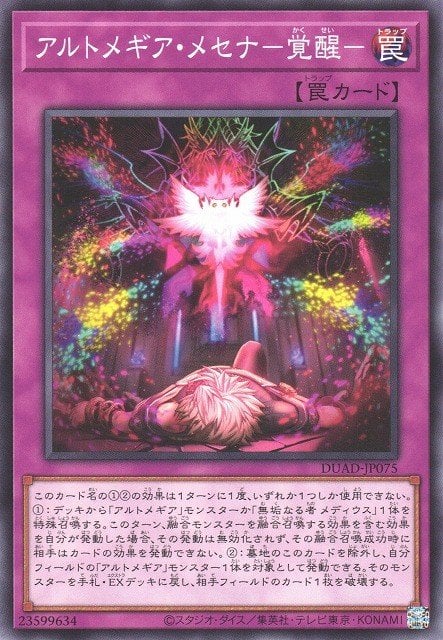 アルトメギア・メセナ－覚醒－ 罠
【罠カード】
DUAD-JP075
このカード名の①②の効果は1ターンに1度、いずれか1つしか使用できない。
①：デッキから「アルトメギア」モンスターか「無垢なる者 メディウス」1体を
特殊召喚する。このターン、融合モンスターを融合召喚する効果を含む効果
を自分が発動した場合、その発動は無効化されず、その融合召喚成功時に
相手はカードの効果を発動できない。②：墓地のこのカードを除外し、自分
フィールドの「アルトメギア」モンスター1体を対象として発動できる。そのモン
スターを手札・EXデッキに戻し、相手フィールドのカード1枚を破壊する。
23599634 ©スタジオ・ダイス／集英社・テレビ東京・KONAMI